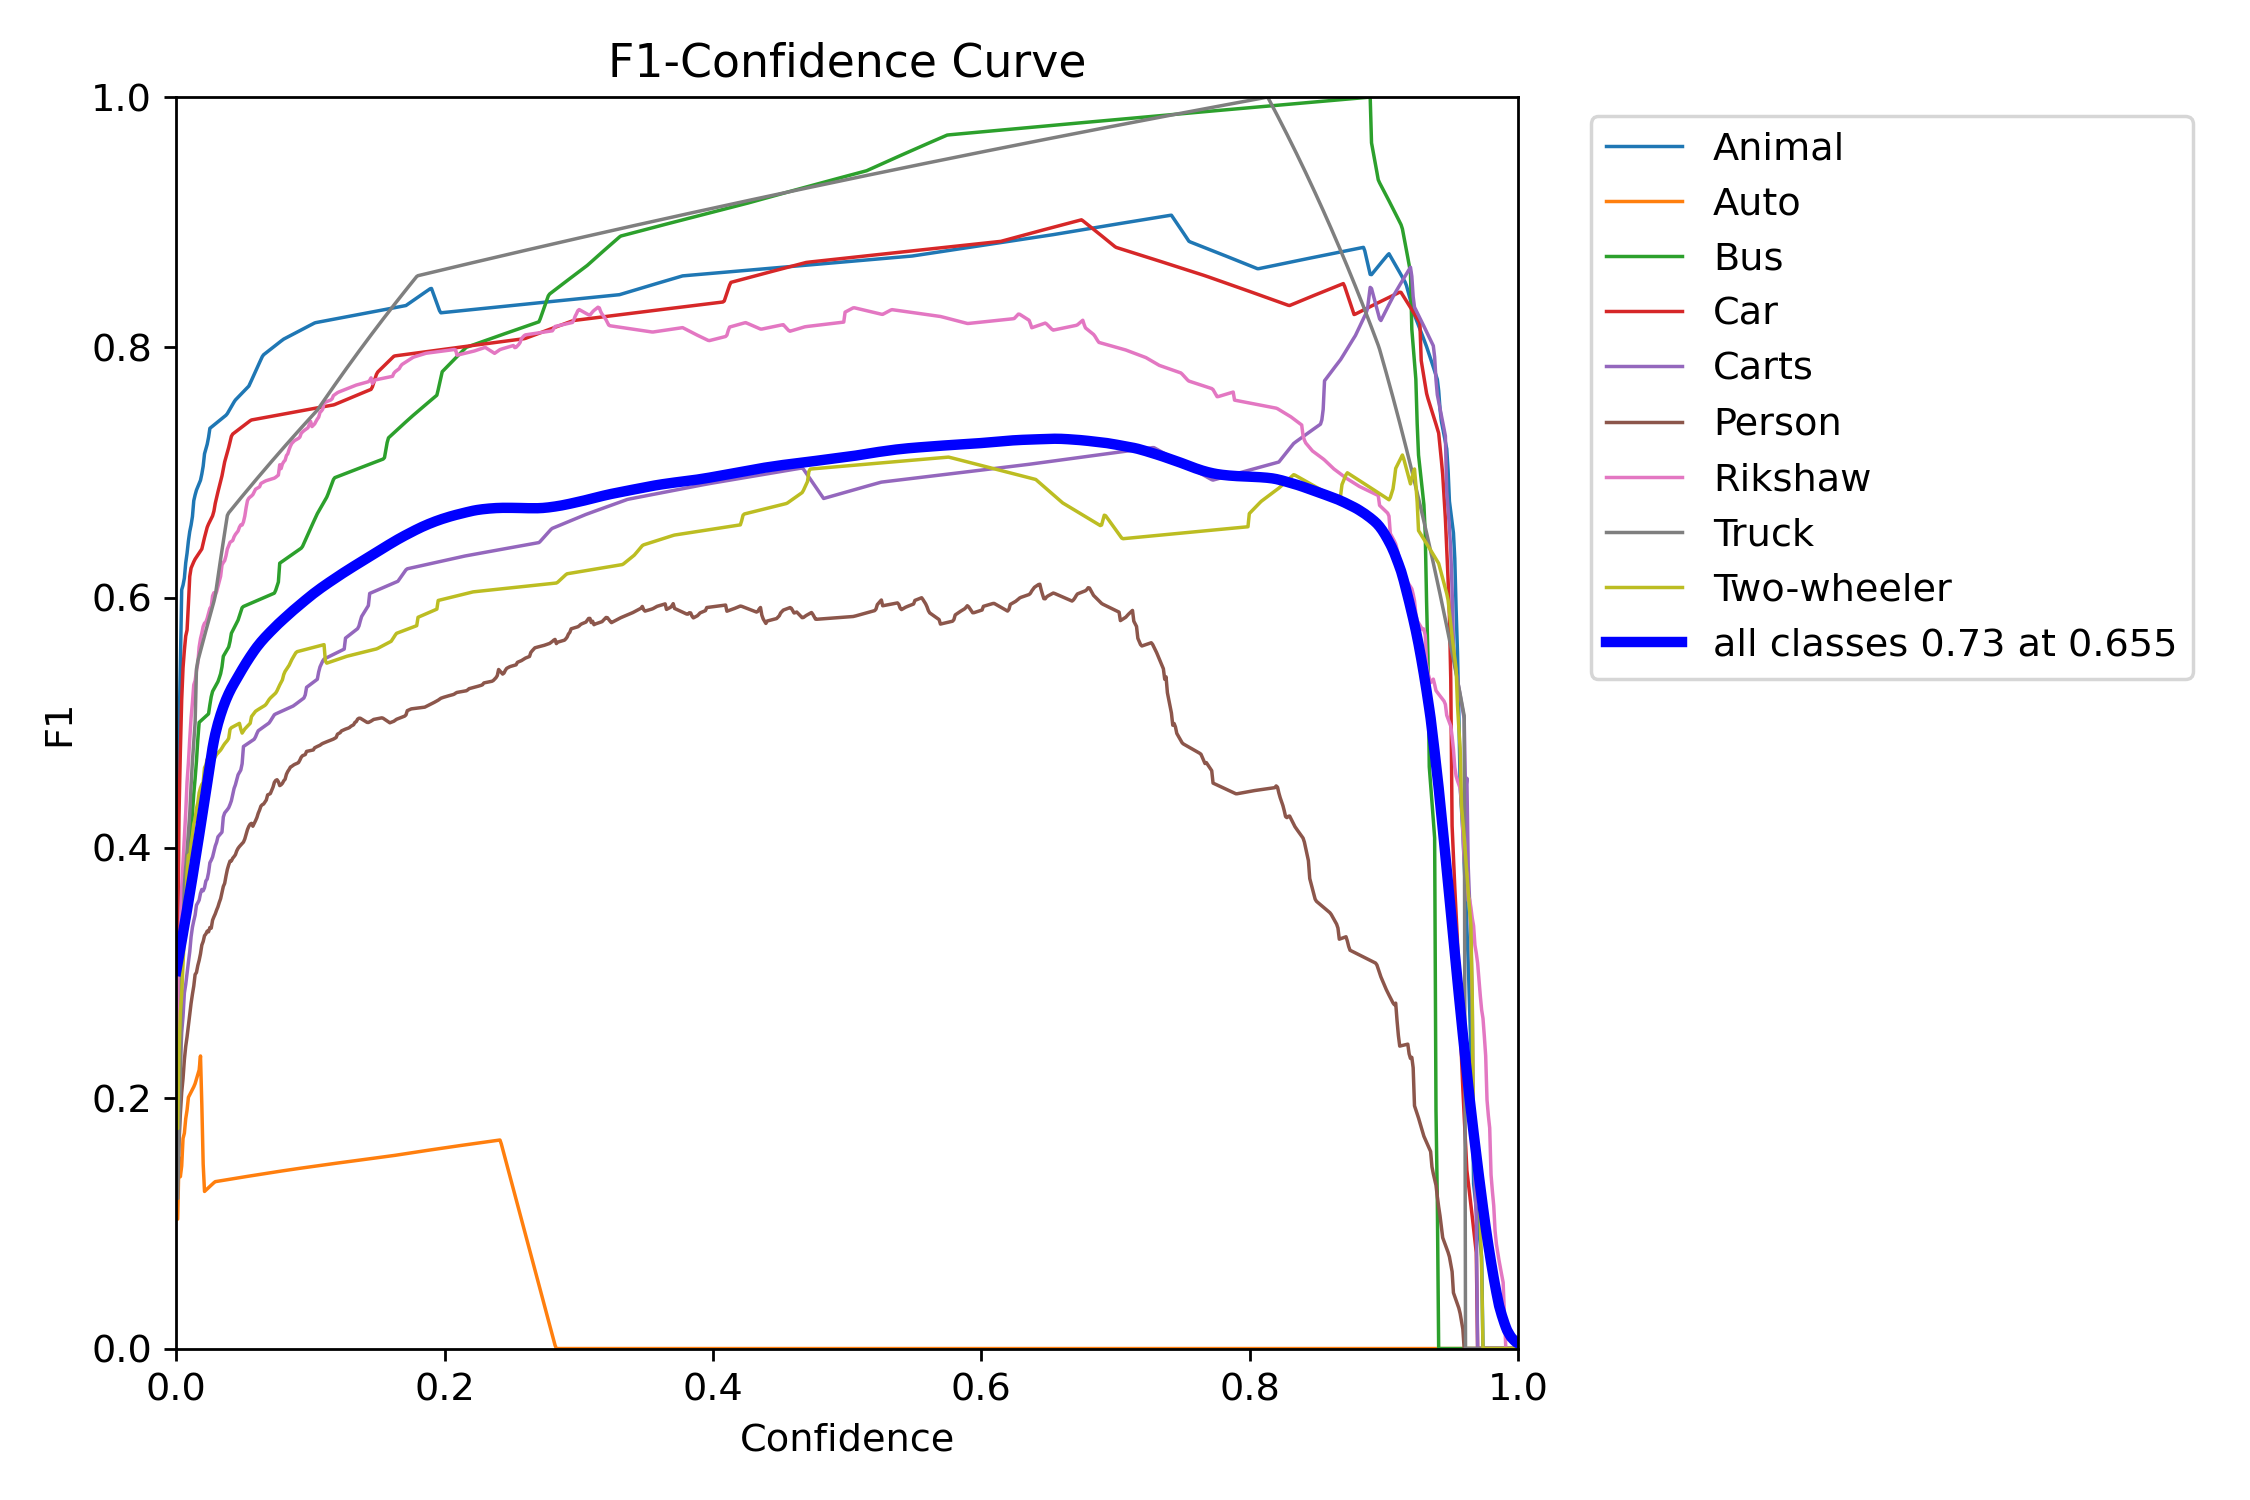 F1-Confidence Curve
1.0
0.8
0.6
0.4
0.2
0.0
F1
0.0 0.2 0.4 0.6 0.8 1.0
Confidence
Animal
Auto
Bus
Car
Carts
Person
Rikshaw
Truck
Two-wheeler
all classes 0.73 at 0.655